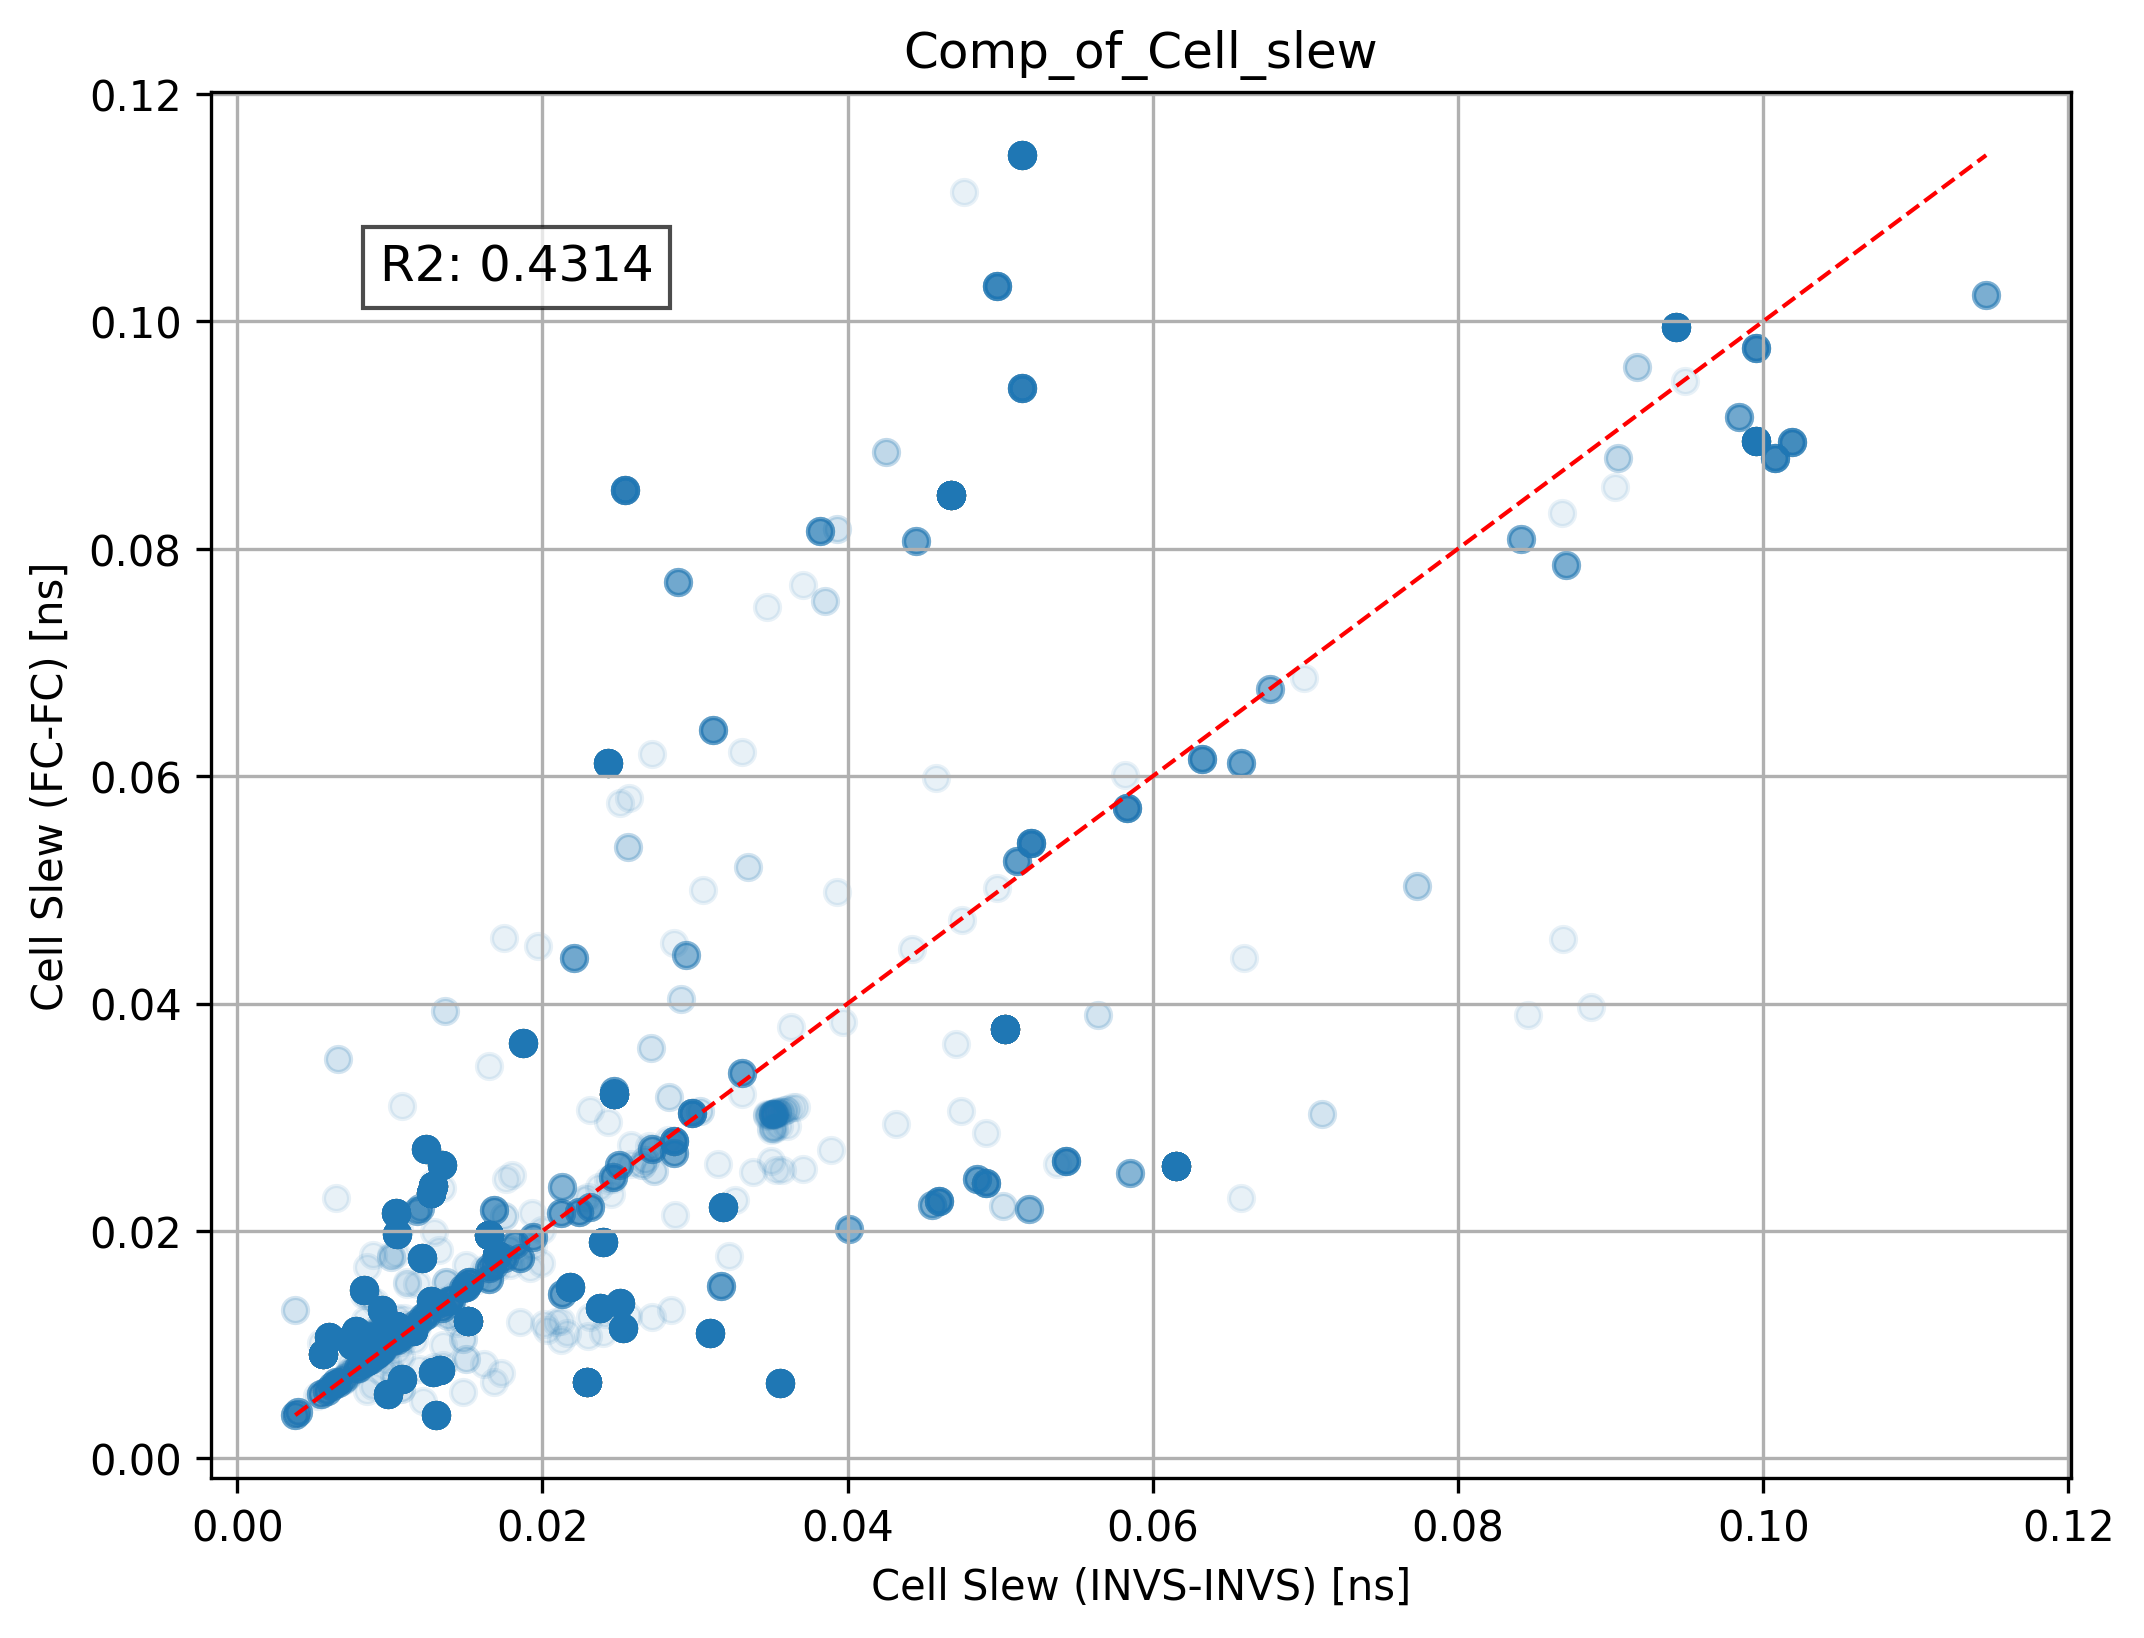 Comp_of_Cell_slew
R2: 0.4314
Cell Slew (FC-FC) [ns]
0.12
0.10
0.08
0.06
0.04
0.02
0.00
0.00 0.02 0.04 0.06 0.08 0.10 0.12
Cell Slew (INVS-INVS) [ns]